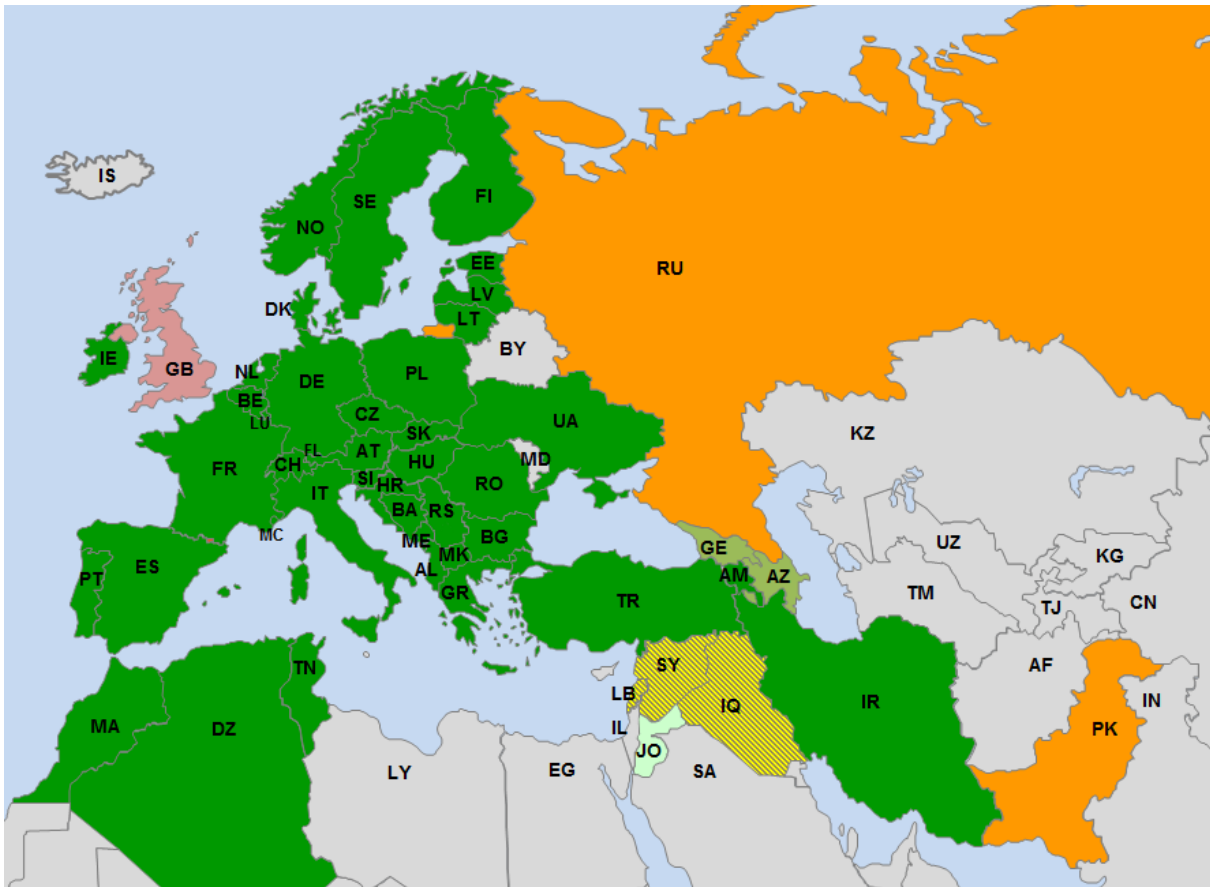 IS
SE
FI
NO
RU
EE
LV
DK
LT
BY
IE
GB
NL
DE
PL
BE
CZ
LU
UA
SK
KZ
FL
AT
MD
CH
HU
FR
SI
HR
IT
RO
BA
RS
MC
ME
BG
UZ
GE
MK
KG
PT
ES
AL
AM
AZ
GR
TM
TJ
CN
TR
TN
SY
AF
LB
IQ
IR
IN
MA
DZ
IL
PK
JO
LY
EG
SA